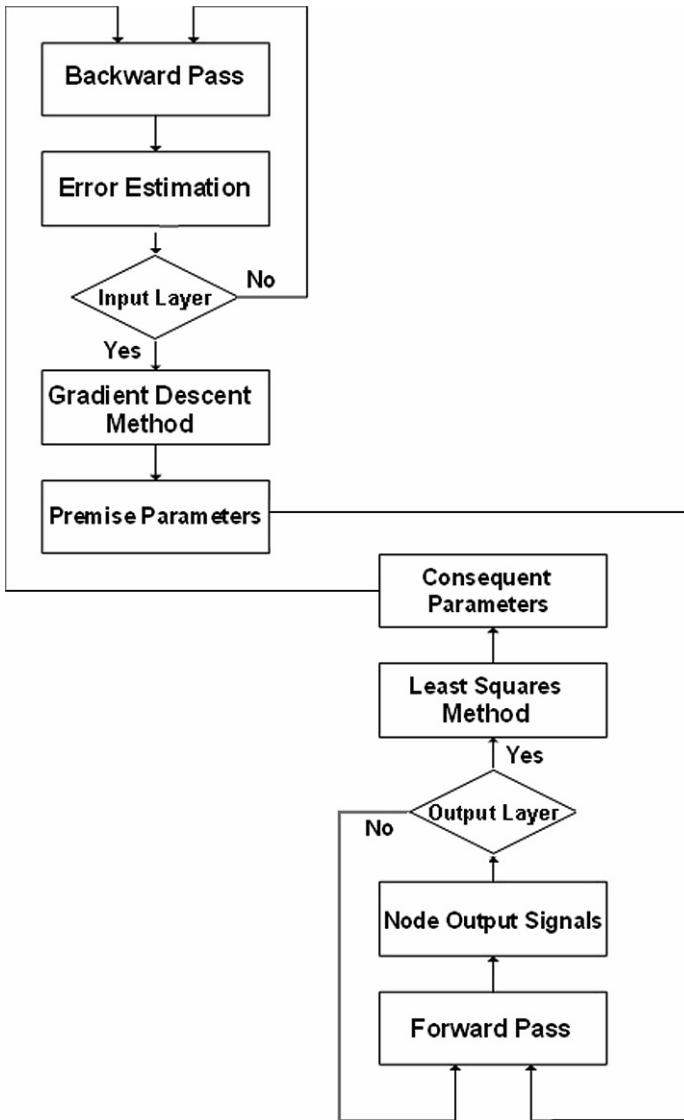 Backward Pass
Error Estimation
Input Layer
No
Yes
Gradient Descent
Method
Premise Parameters
Consequent
Parameters
Least Squares
Method
Yes
Output Layer
No
Node Output Signals
Forward Pass